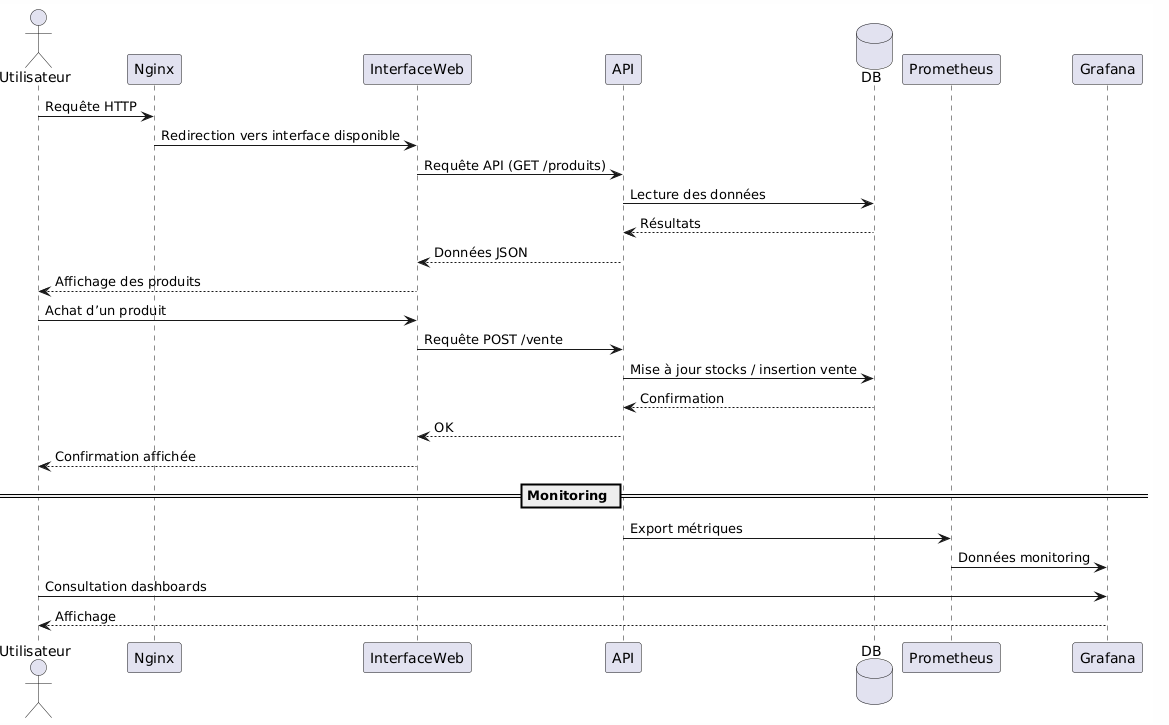 Utilisateur
Nginx
InterfaceWeb
API
DB
Prometheus
Grafana
Requête HTTP
Redirection vers interface disponible
Requête API (GET /produits)
Lecture des données
Résultats
Données JSON
Affichage des produits
Achat d’un produit
Requête POST /vente
Mise à jour stocks / insertion vente
Confirmation
OK
Confirmation affichée
Monitoring
Export métriques
Données monitoring
Consultation dashboards
Affichage
Utilisateur
Nginx
InterfaceWeb
API
DB
Prometheus
Grafana